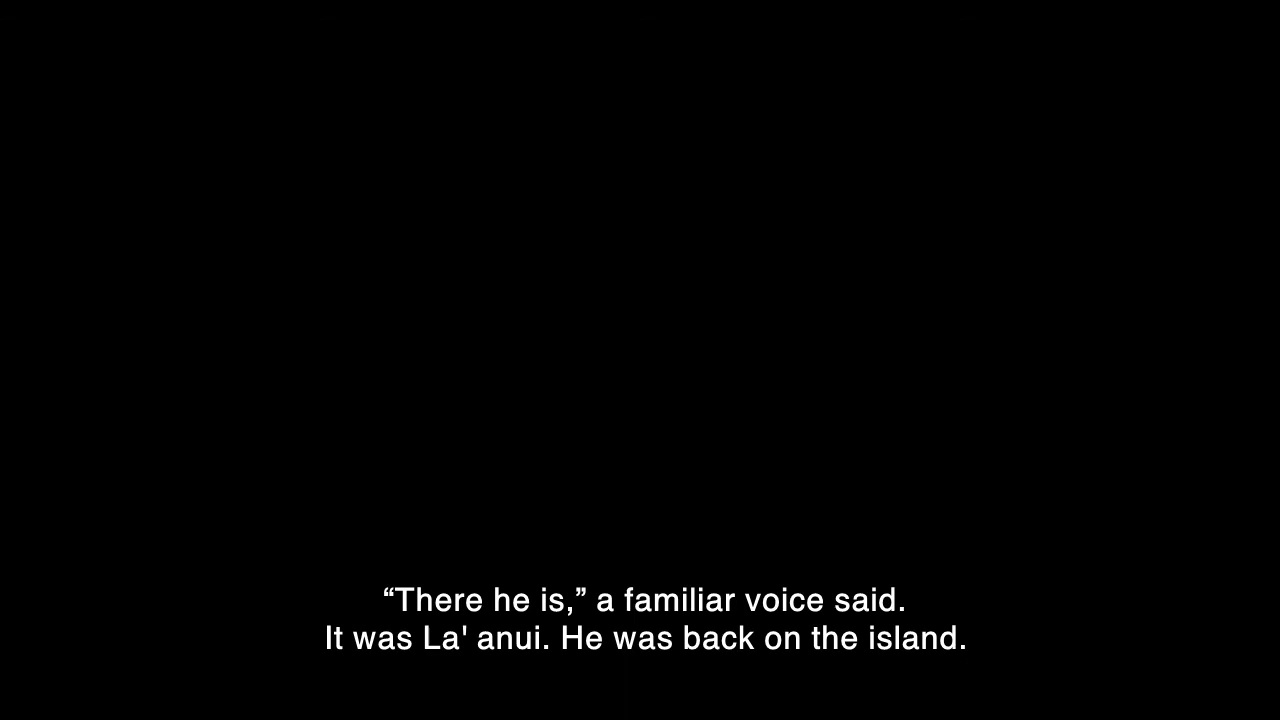 “There he is,” a familiar voice said.
It was La' anui. He was back on the island.